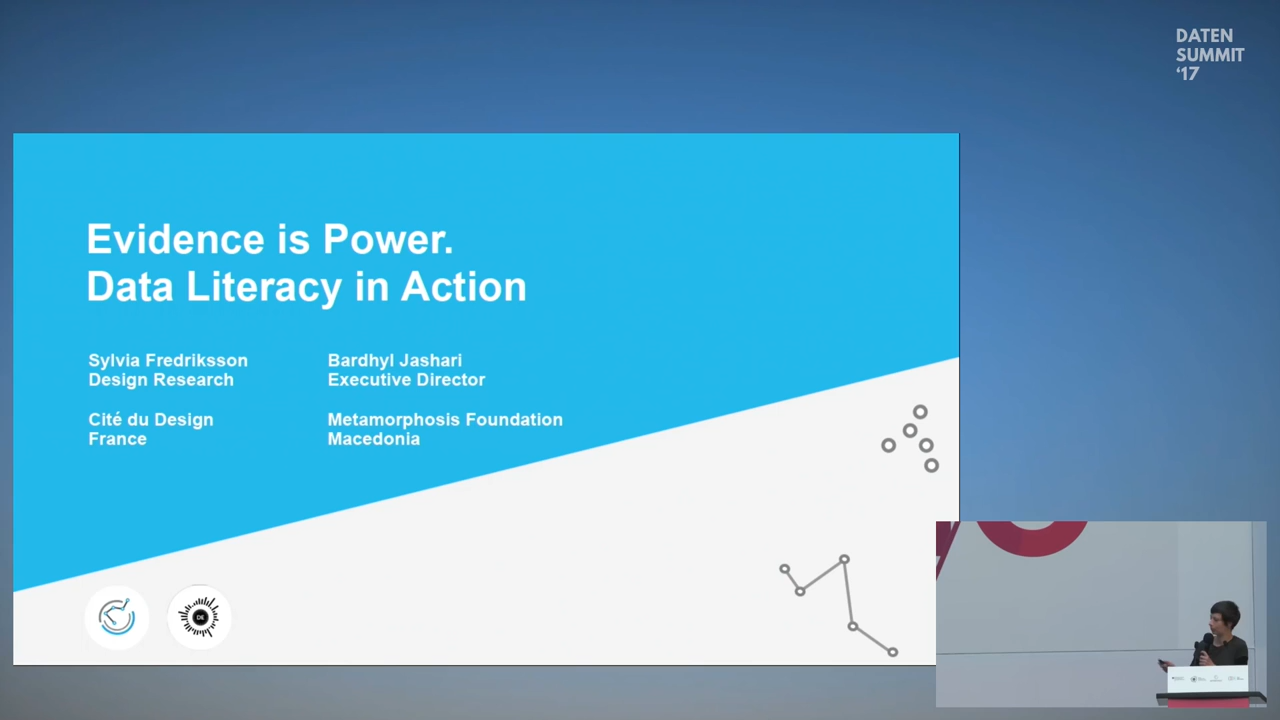 DATEN
SUMMIT
‘17
Evidence is Power.
Data Literacy in Action
Sylvia Fredriksson
Design Research
Cité du Design
France
Bardhyl Jashari
Executive Director
Metamorphosis Foundation
Macedonia
DE